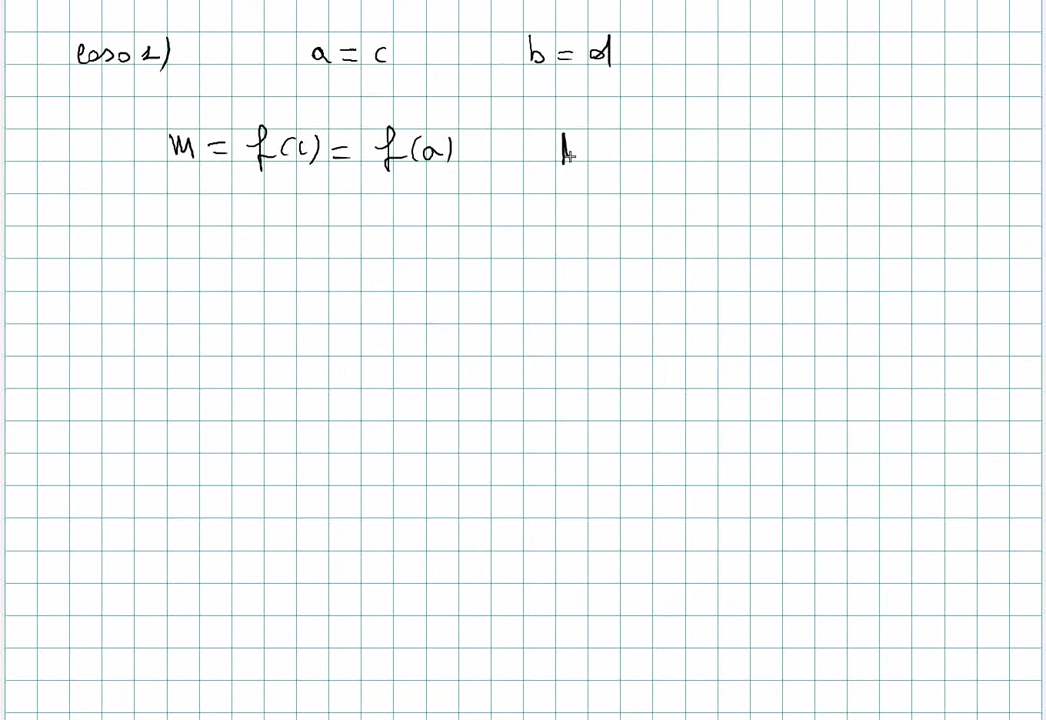 caso 1) a = c b = d
m = f(c) = f(a)